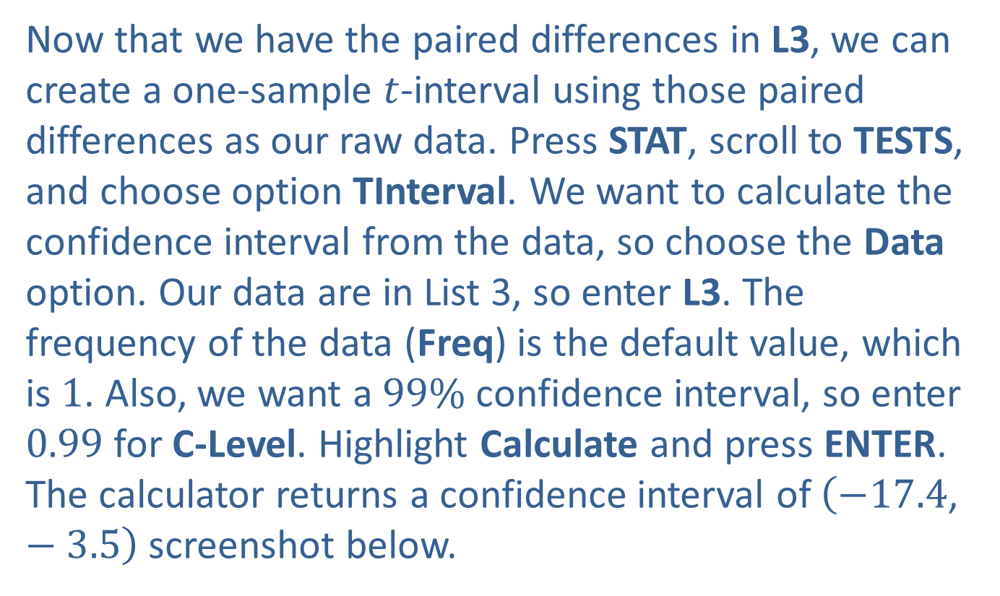 Now that we have the paired differences in L3, we can
create a one-sample t-interval using those paired
differences as our raw data. Press STAT, scroll to TESTS,
and choose option TInterval. We want to calculate the
confidence interval from the data, so choose the Data
option. Our data are in List 3, so enter L3. The
frequency of the data (Freq) is the default value, which
is 1. Also, we want a 99% confidence interval, so enter
0.99 for C-Level. Highlight Calculate and press ENTER.
The calculator returns a confidence interval of (−17.4,
− 3.5) screenshot below.